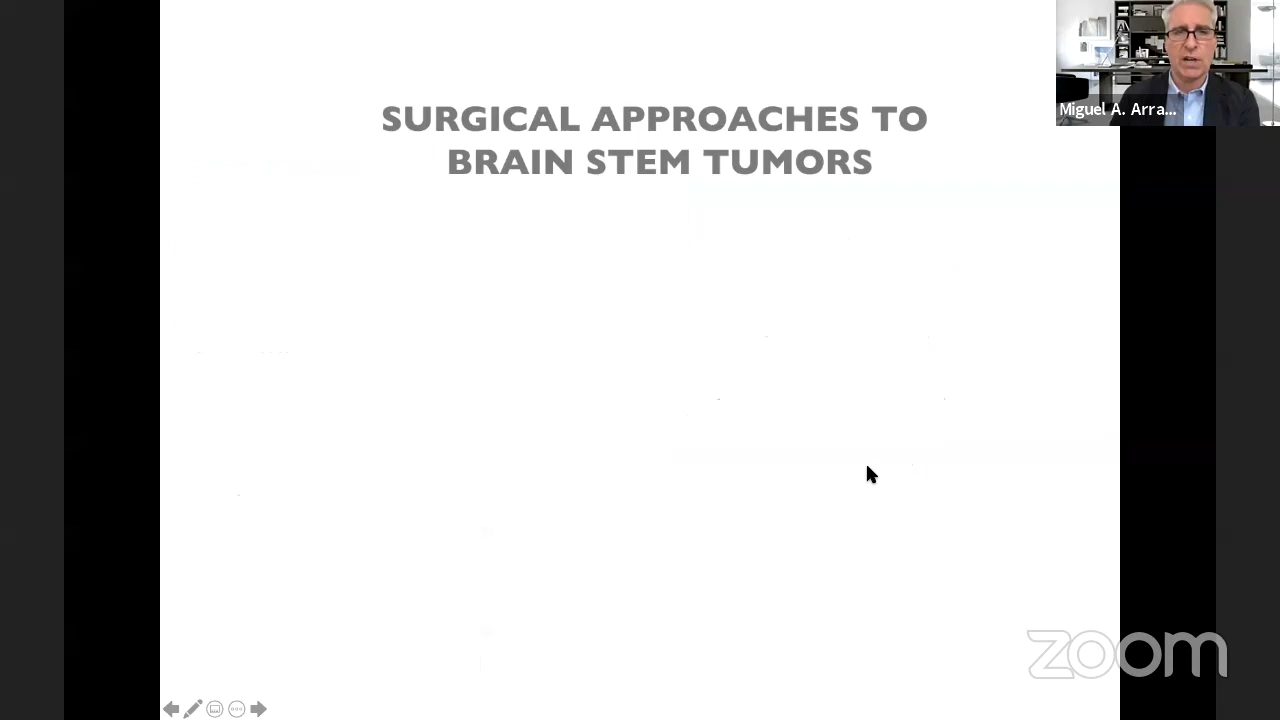 SURGICAL APPROACHES TO
BRAIN STEM TUMORS
Miguel A. Arra...
zoom